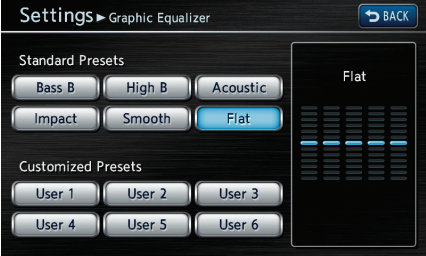 Settings ► Graphic Equalizer
BACK
Standard Presets
Bass B High B Acoustic
Impact Smooth Flat
Customized Presets
User 1 User 2 User 3
User 4 User 5 User 6
Flat